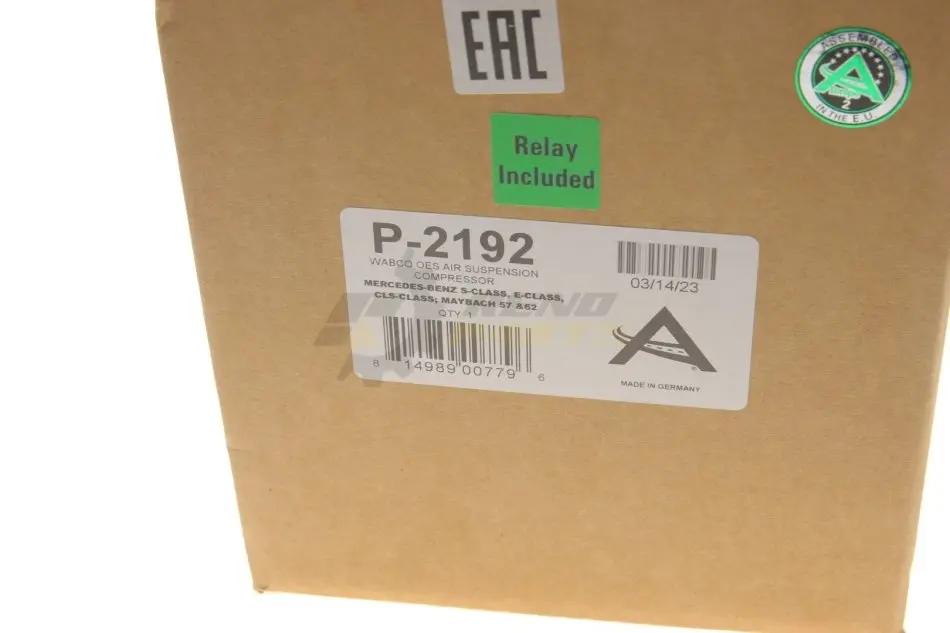 EAC
ASSEMBLED
2
IN THE E.U.
Relay
Included
P-2192
WABCO OES AIR SUSPENSION
COMPRESSOR
MERCEDES-BENZ S-CLASS, E-CLASS,
CLS-CLASS; MAYBACH 57 &62
QTY 1
8 14989 00779 6
03/14/23
A
®
MADE IN GERMANY